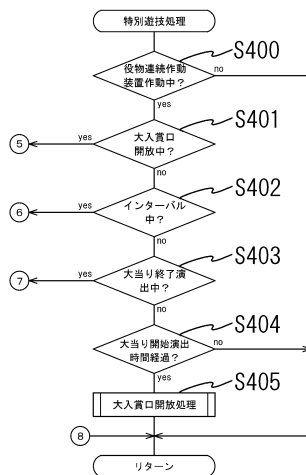 特別遊技処理
S400
役物連続作動
装置作動中？
no
yes
S401
大入賞口
開放中？
yes
⑤
no
S402
インターバル
中？
yes
⑥
no
S403
大当り終了演
出中？
yes
⑦
no
S404
大当り開始演出
時間経過？
no
yes
S405
大入賞口開放処理
⑧
リターン